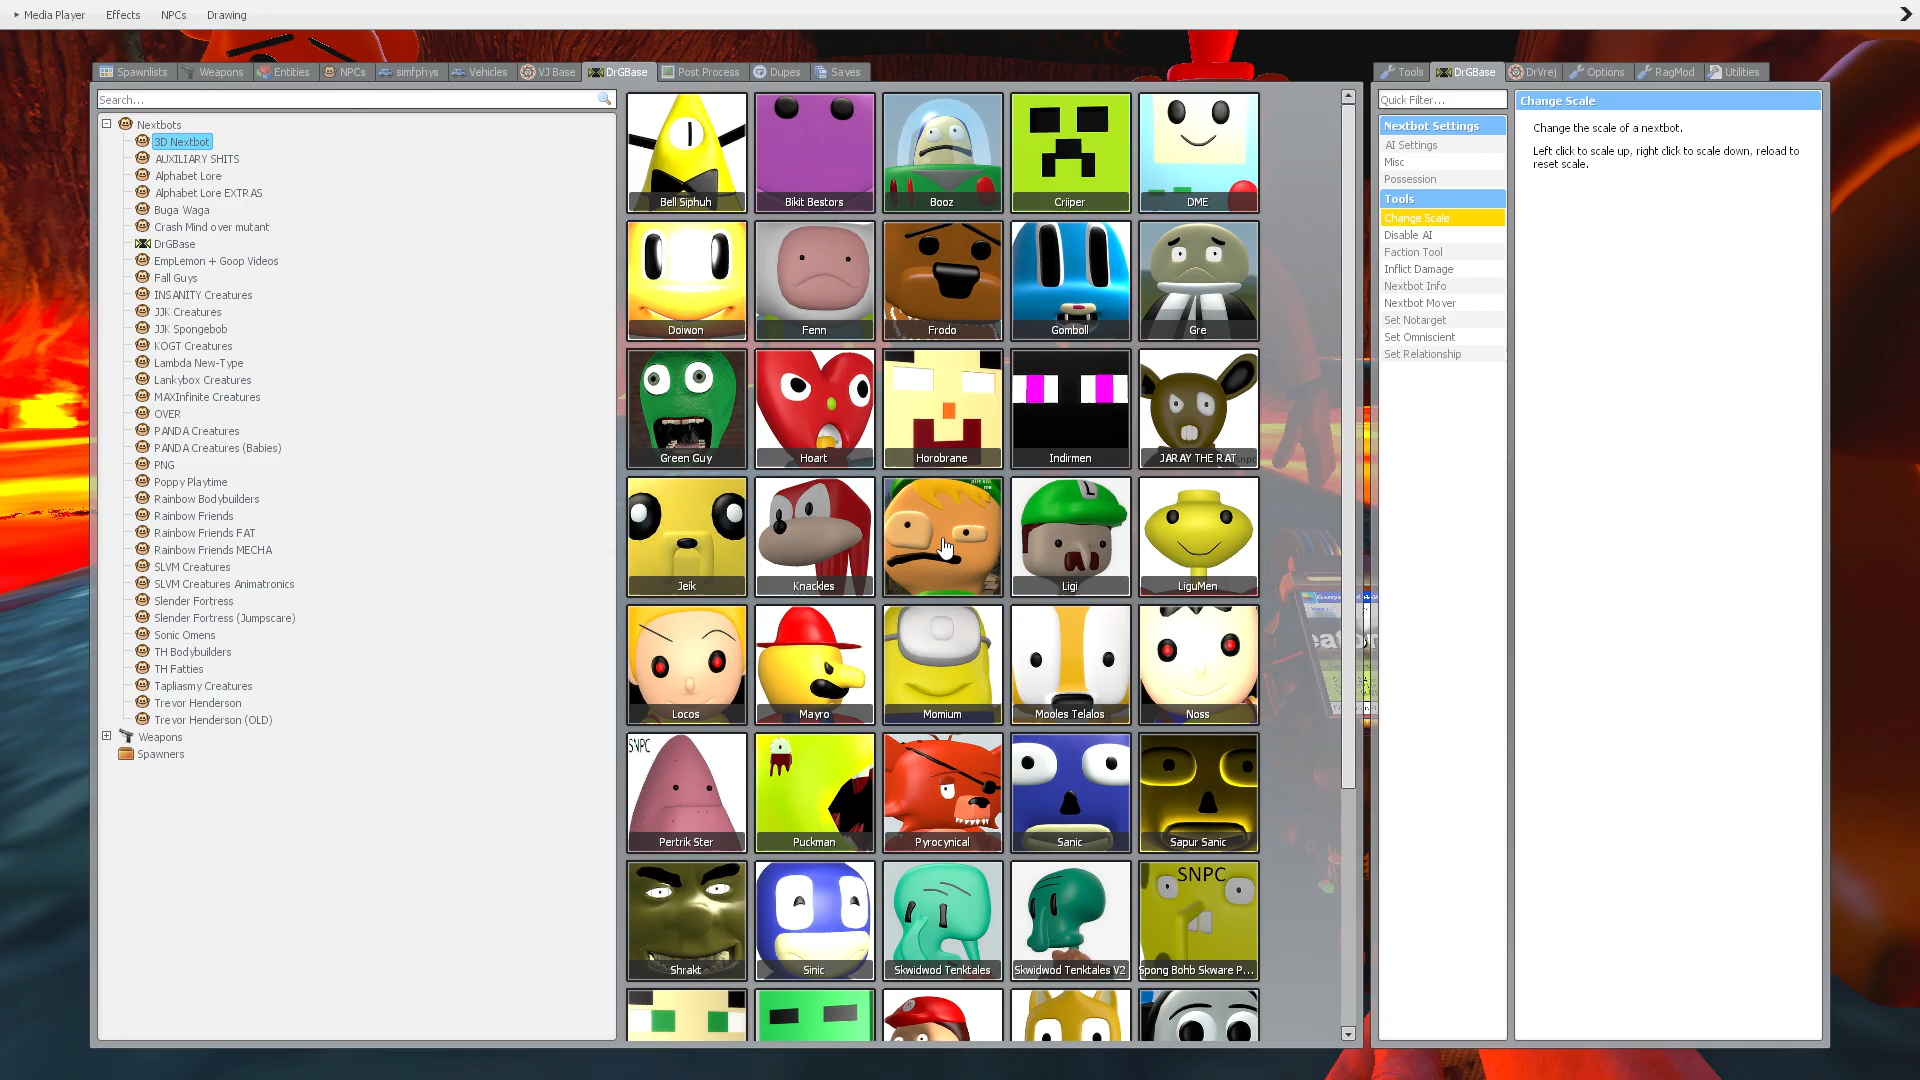 Media Player
Effects
NPCs
Drawing
Spawnlists
Weapons
Entities
NPCs
simfphys
Vehicles
VJ Base
DrGBase
Post Process
Dupes
Saves
Search...
Nextbots
3D Nextbot
AUXILIARY SHITS
Alphabet Lore
Alphabet Lore EXTRAS
Buga Waga
Crash Mind over mutant
DrGBase
EmpLemon + Goop Videos
Fall Guys
INSANITY Creatures
JJK Creatures
JJK Spongebob
KOGT Creatures
Lambda New-Type
Lankybox Creatures
MAXInfinite Creatures
OVER
PANDA Creatures
PANDA Creatures (Babies)
PNG
Poppy Playtime
Rainbow Bodybuilders
Rainbow Friends
Rainbow Friends FAT
Rainbow Friends MECHA
SLVM Creatures
SLVM Creatures Animatronics
Slender Fortress
Slender Fortress (Jumpscare)
Sonic Omens
TH Bodybuilders
TH Fatties
Tapliasmy Creatures
Trevor Henderson
Trevor Henderson (OLD)
Weapons
Spawners
Bell Siphuh
Bikit Bestors
Booz
Criiper
DME
Doiwon
Fenn
Frodo
Gomboll
Gre
Green Guy
Hoart
Horobrane
Indirmen
JARAY THE RAT
Jeik
Knackles
L
Ligi
LiguMen
Locos
Mayro
Momium
Mooles Telalos
Noss
SNPC
Pertrik Ster
Puckman
Pyrocynical
Sanic
Sapur Sanic
Shrakt
Sinic
Skwidwod Tenktales
Skwidwod Tenktales V2
SNPC
Spong Bohb Skware P...
Tools
DrGBase
DrVrej
Options
RagMod
Utilities
Quick Filter...
Nextbot Settings
AI Settings
Misc
Possession
Tools
Change Scale
Disable AI
Faction Tool
Inflict Damage
Nextbot Info
Nextbot Mover
Set Notarget
Set Omniscient
Set Relationship
Change Scale
Change the scale of a nextbot.
Left click to scale up, right click to scale down, reload to
reset scale.